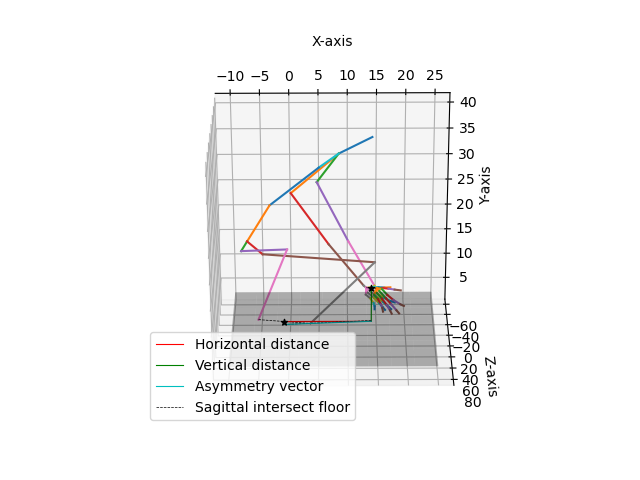 X-axis
−10 −5 0 5 10 15 20 25
40
35
30
Y-axis
25
20
15
10
5
−60
−40
−20
0
Z-axis
20
40
60
80
Horizontal distance
Vertical distance
Asymmetry vector
Sagittal intersect floor